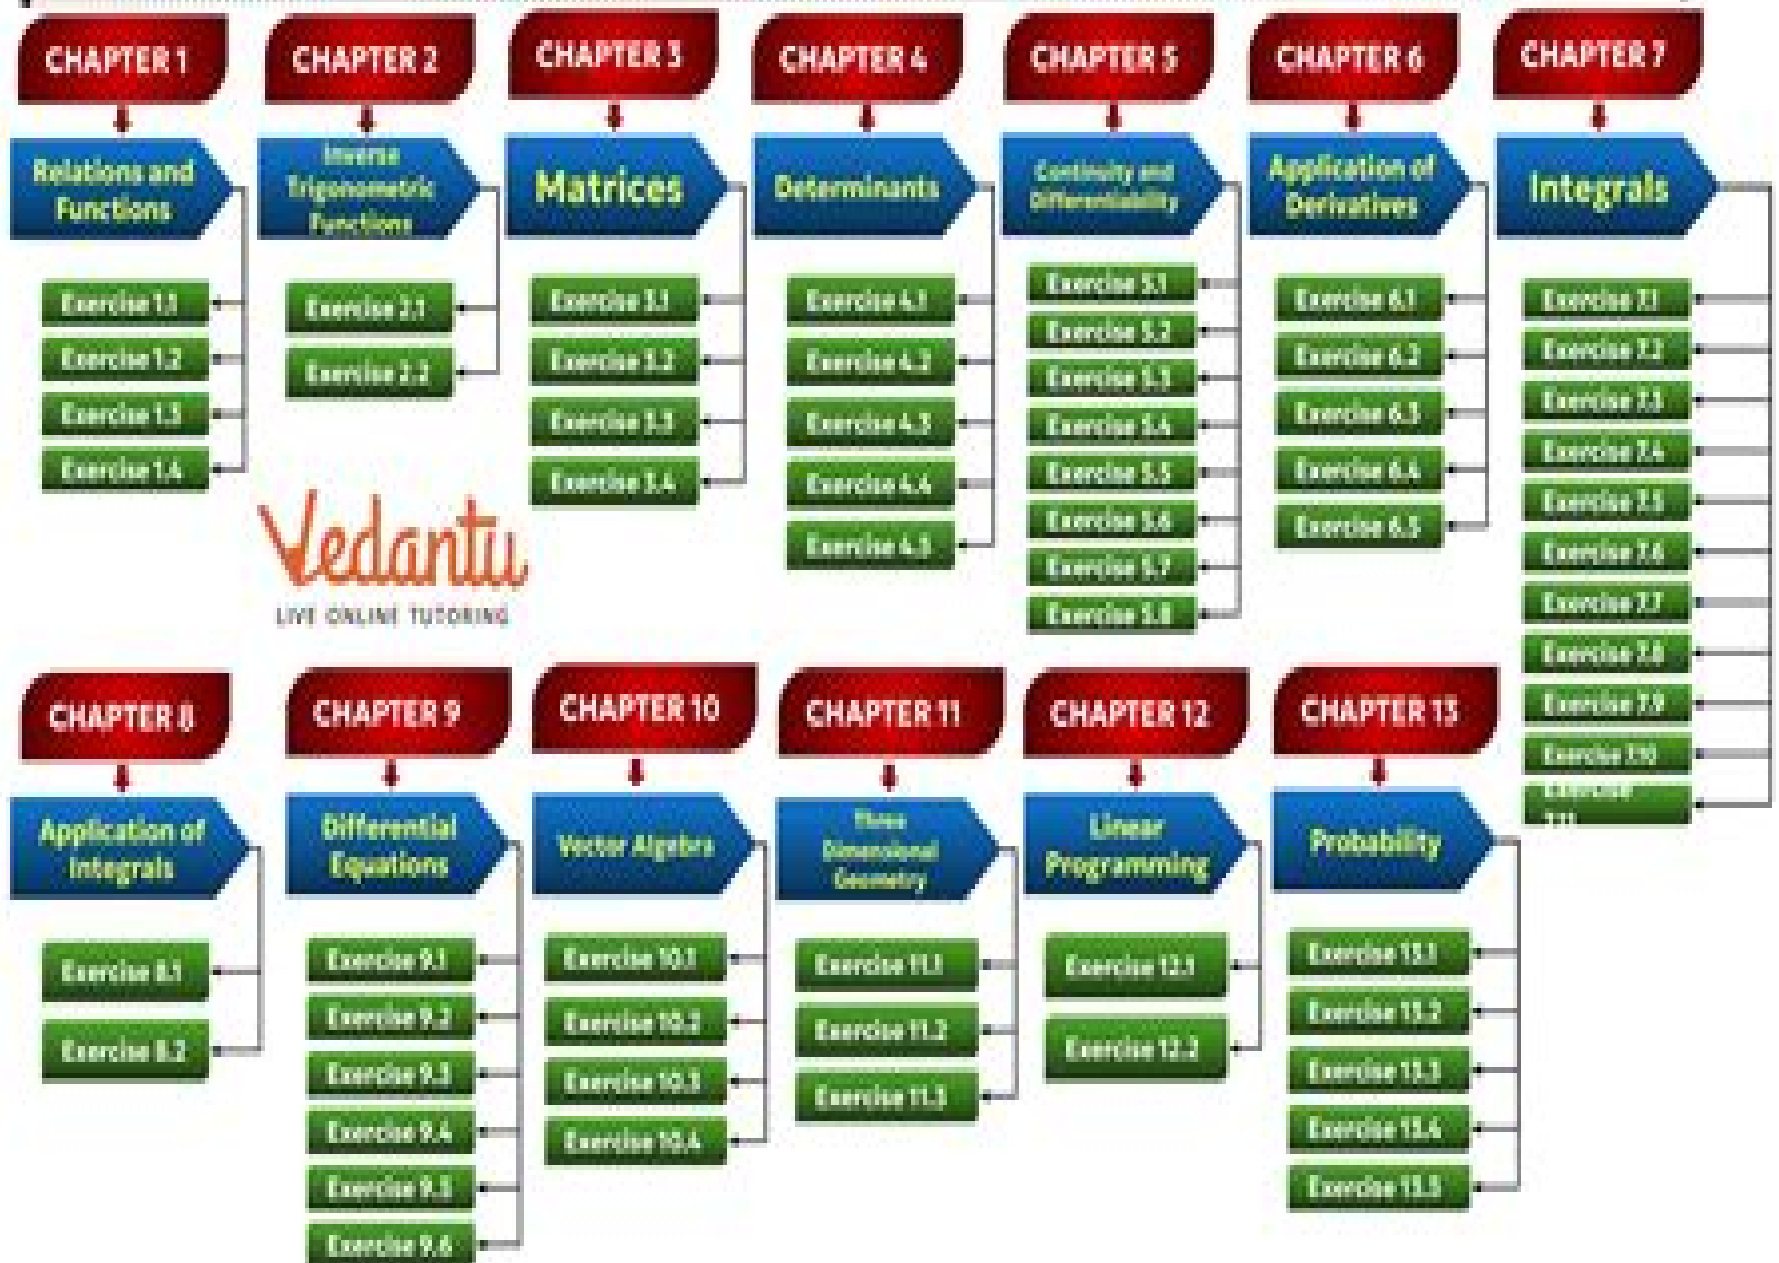 CHAPTER 1
Relations and
Functions
Exercise 1.1
Exercise 1.2
Exercise 1.3
Exercise 1.4
CHAPTER 2
Inverse
Trigonometric
Functions
Exercise 2.1
Exercise 2.2
CHAPTER 3
Matrices
Exercise 3.1
Exercise 3.2
Exercise 3.3
Exercise 3.4
CHAPTER 4
Determinants
Exercise 4.1
Exercise 4.2
Exercise 4.3
Exercise 4.4
Exercise 4.5
CHAPTER 5
Continuity and
Differentiability
Exercise 5.1
Exercise 5.2
Exercise 5.3
Exercise 5.4
Exercise 5.5
Exercise 5.6
Exercise 5.7
Exercise 5.8
CHAPTER 6
Application of
Derivatives
Exercise 6.1
Exercise 6.2
Exercise 6.3
Exercise 6.4
Exercise 6.5
CHAPTER 7
Integrals
Exercise 7.1
Exercise 7.2
Exercise 7.3
Exercise 7.4
Exercise 7.5
Exercise 7.6
Exercise 7.7
Exercise 7.8
Exercise 7.9
Exercise 7.10
Exercise
7.11
Vedantu
LIVE ONLINE TUTORING
CHAPTER 8
Application of
Integrals
Exercise 8.1
Exercise 8.2
CHAPTER 9
Differential
Equations
Exercise 9.1
Exercise 9.2
Exercise 9.3
Exercise 9.4
Exercise 9.5
Exercise 9.6
CHAPTER 10
Vector Algebra
Exercise 10.1
Exercise 10.2
Exercise 10.3
Exercise 10.4
CHAPTER 11
Three
Dimensional
Geometry
Exercise 11.1
Exercise 11.2
Exercise 11.3
CHAPTER 12
Linear
Programming
Exercise 12.1
Exercise 12.2
CHAPTER 13
Probability
Exercise 13.1
Exercise 13.2
Exercise 13.3
Exercise 13.4
Exercise 13.5